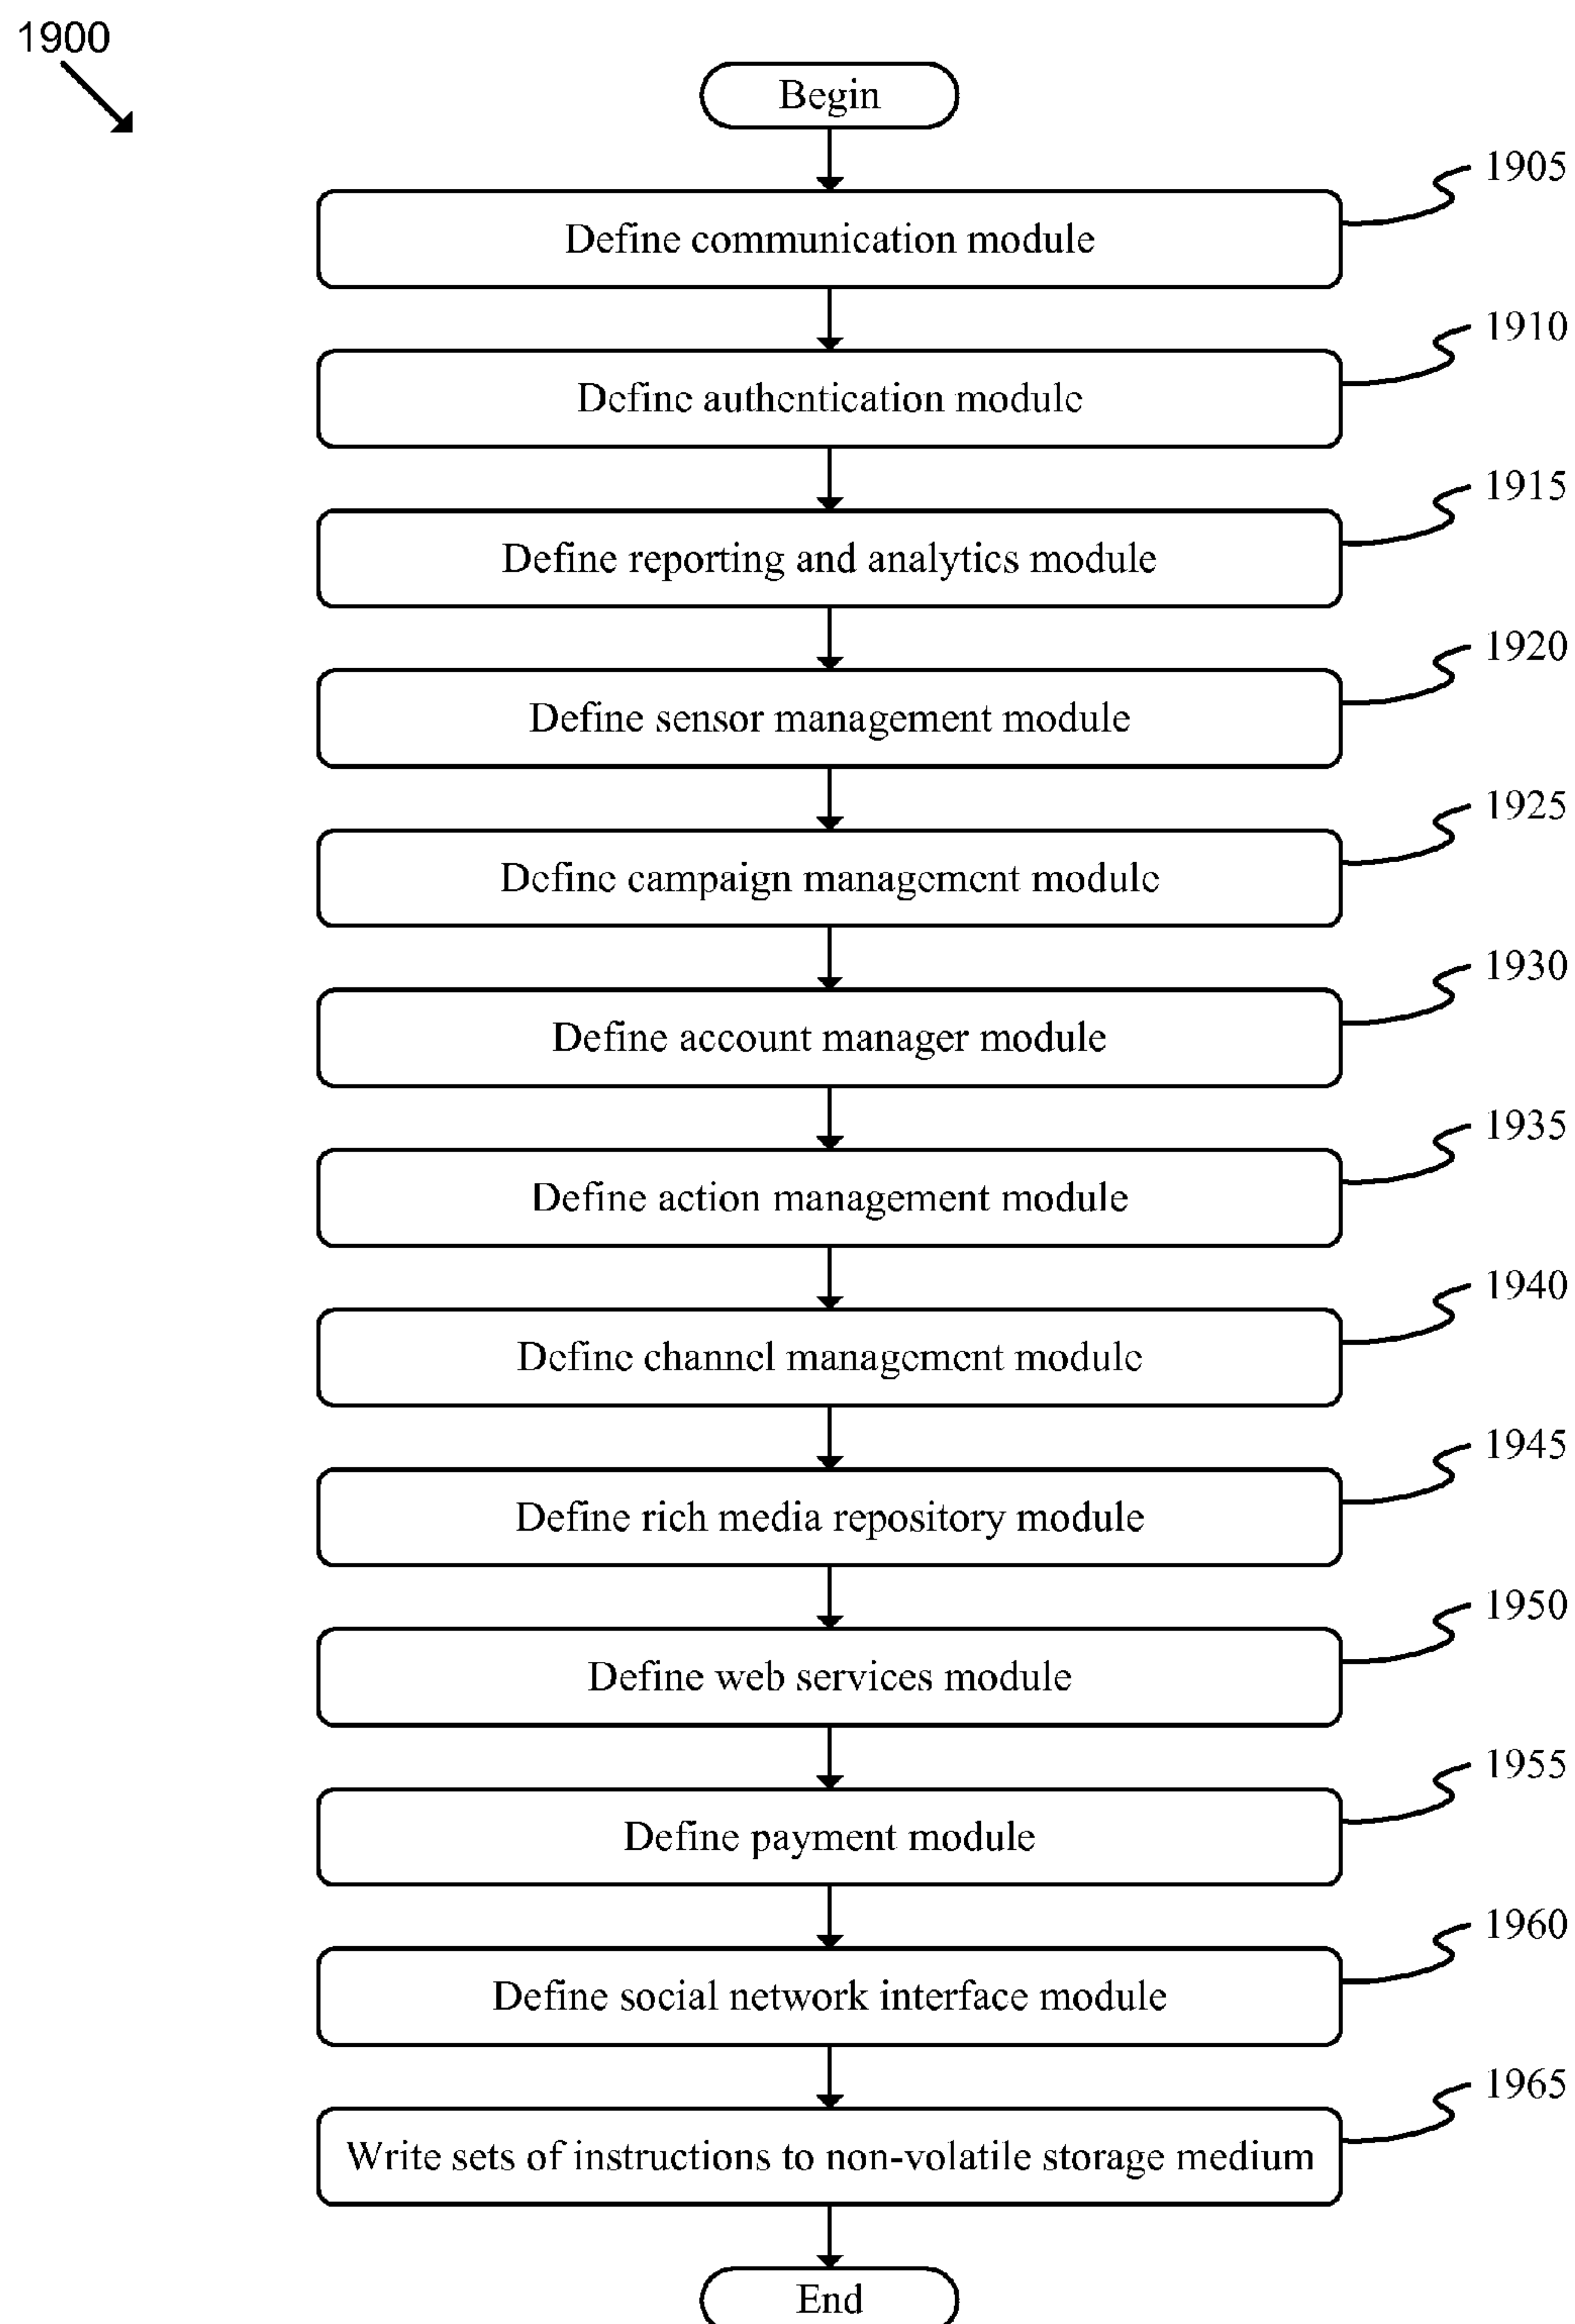 1900
Begin
1905
Define communication module
1910
Define authentication module
1915
Define reporting and analytics module
1920
Define sensor management module
1925
Define campaign management module
1930
Define account manager module
1935
Define action management module
1940
Define channel management module
1945
Define rich media repository module
1950
Define web services module
1955
Define payment module
1960
Define social network interface module
1965
Write sets of instructions to non-volatile storage medium
End